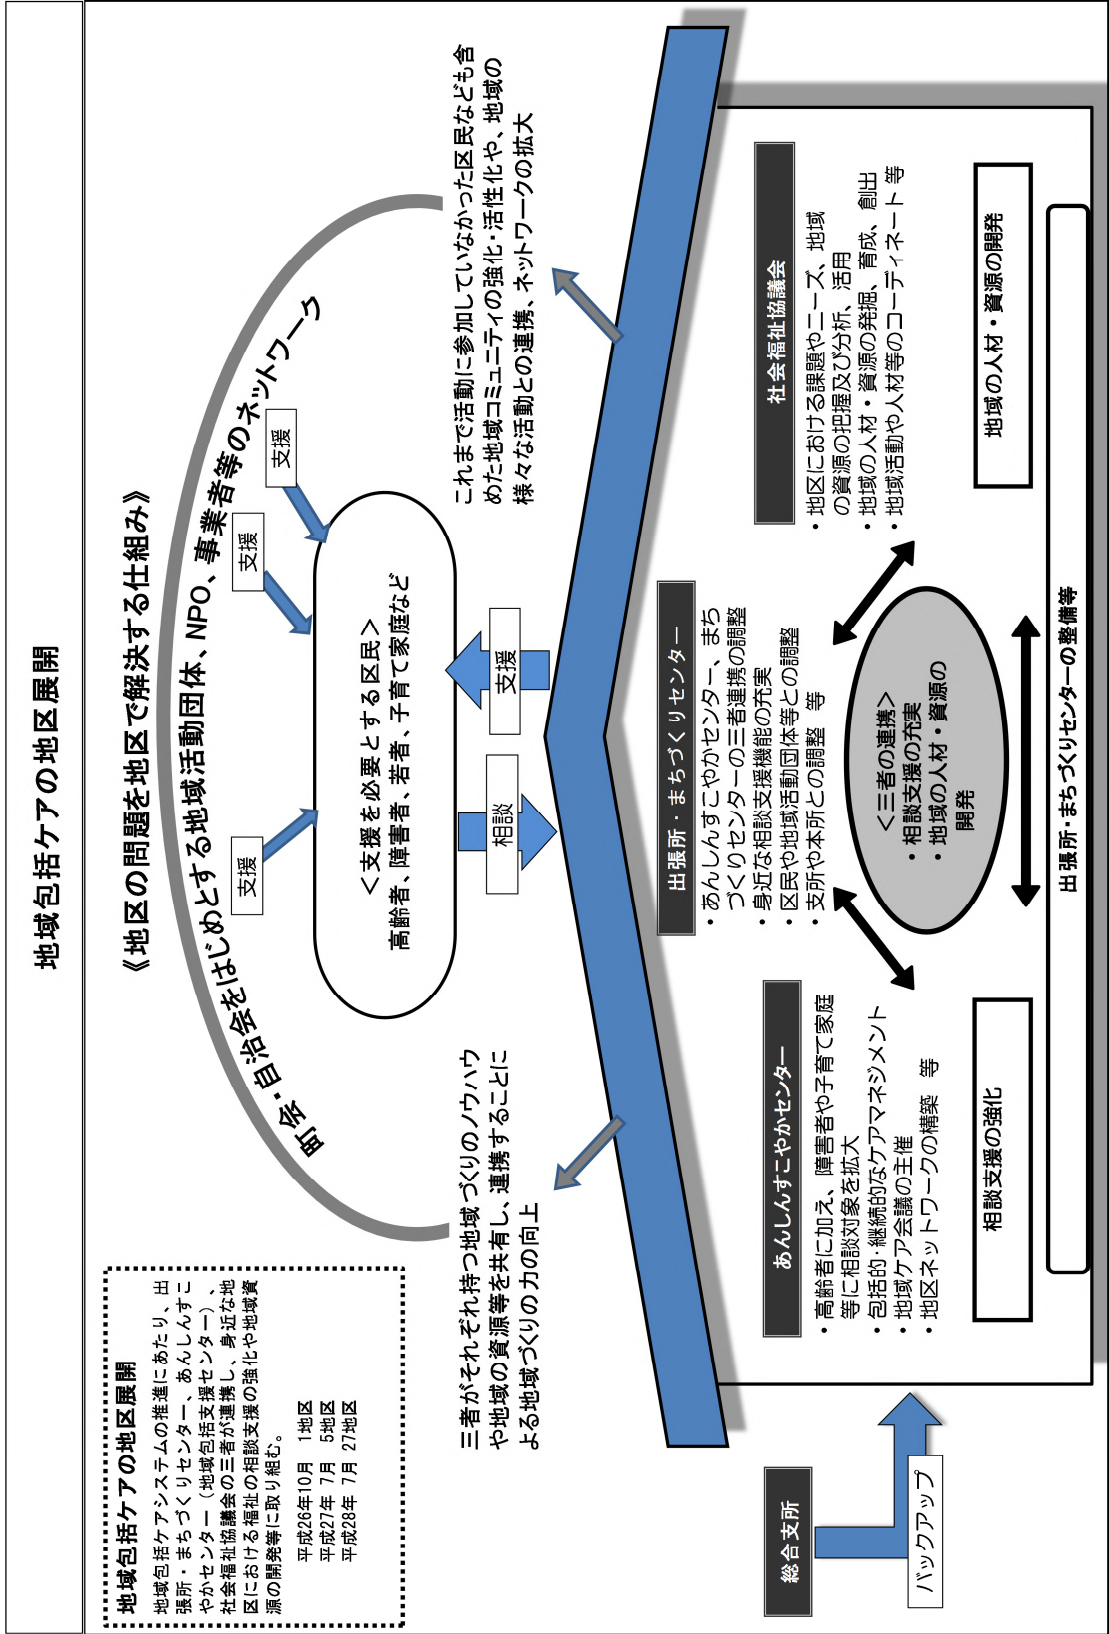 地域包括ケアの地区展開
《地区の問題を地区で解決する仕組み》
地域包括ケアの地区展開
地域包括ケアシステムの推進にあたり、出
張所・まちづくりセンター、あんしんすこ
やかセンター（地域包括支援センター）、
社会福祉協議会の三者が連携し、身近な地
区における福祉の相談支援の強化や地域資
源の開発等に取り組む。
平成26年10月　1地区
平成27年 7月　5地区
平成28年 7月 27地区
町会・自治会をはじめとする地域活動団体、NPO、事業者等のネットワーク
支援
支援
支援
＜支援を必要とする区民＞
高齢者、障害者、若者、子育て家庭など
相談
支援
三者がそれぞれ持つ地域づくりのノウハウ
や地域の資源等を共有し、連携することに
よる地域づくりの力の向上
これまで活動に参加していなかった区民なども含
めた地域コミュニティの強化・活性化や、地域の
様々な活動との連携、ネットワークの拡大
総合支所
バックアップ
あんしんすこやかセンター
・高齢者に加え、障害者や子育て家庭
等に相談対象を拡大
・包括的・継続的なケアマネジメント
・地域ケア会議の主催
・地区ネットワークの構築　等
相談支援の強化
出張所・まちづくりセンター
・あんしんすこやかセンター、まち
づくりセンターの三者連携の調整
・身近な相談支援機能の充実
・区民や地域活動団体等との調整
・支所や本所との調整　等
＜三者の連携＞
・相談支援の充実
・地域の人材・資源の
開発
社会福祉協議会
・地区における課題やニーズ、地域
の資源の把握及び分析、活用
・地域の人材・資源の発掘、育成、創出
・地域活動や人材等のコーディネート 等
地域の人材・資源の開発
出張所・まちづくりセンターの整備等